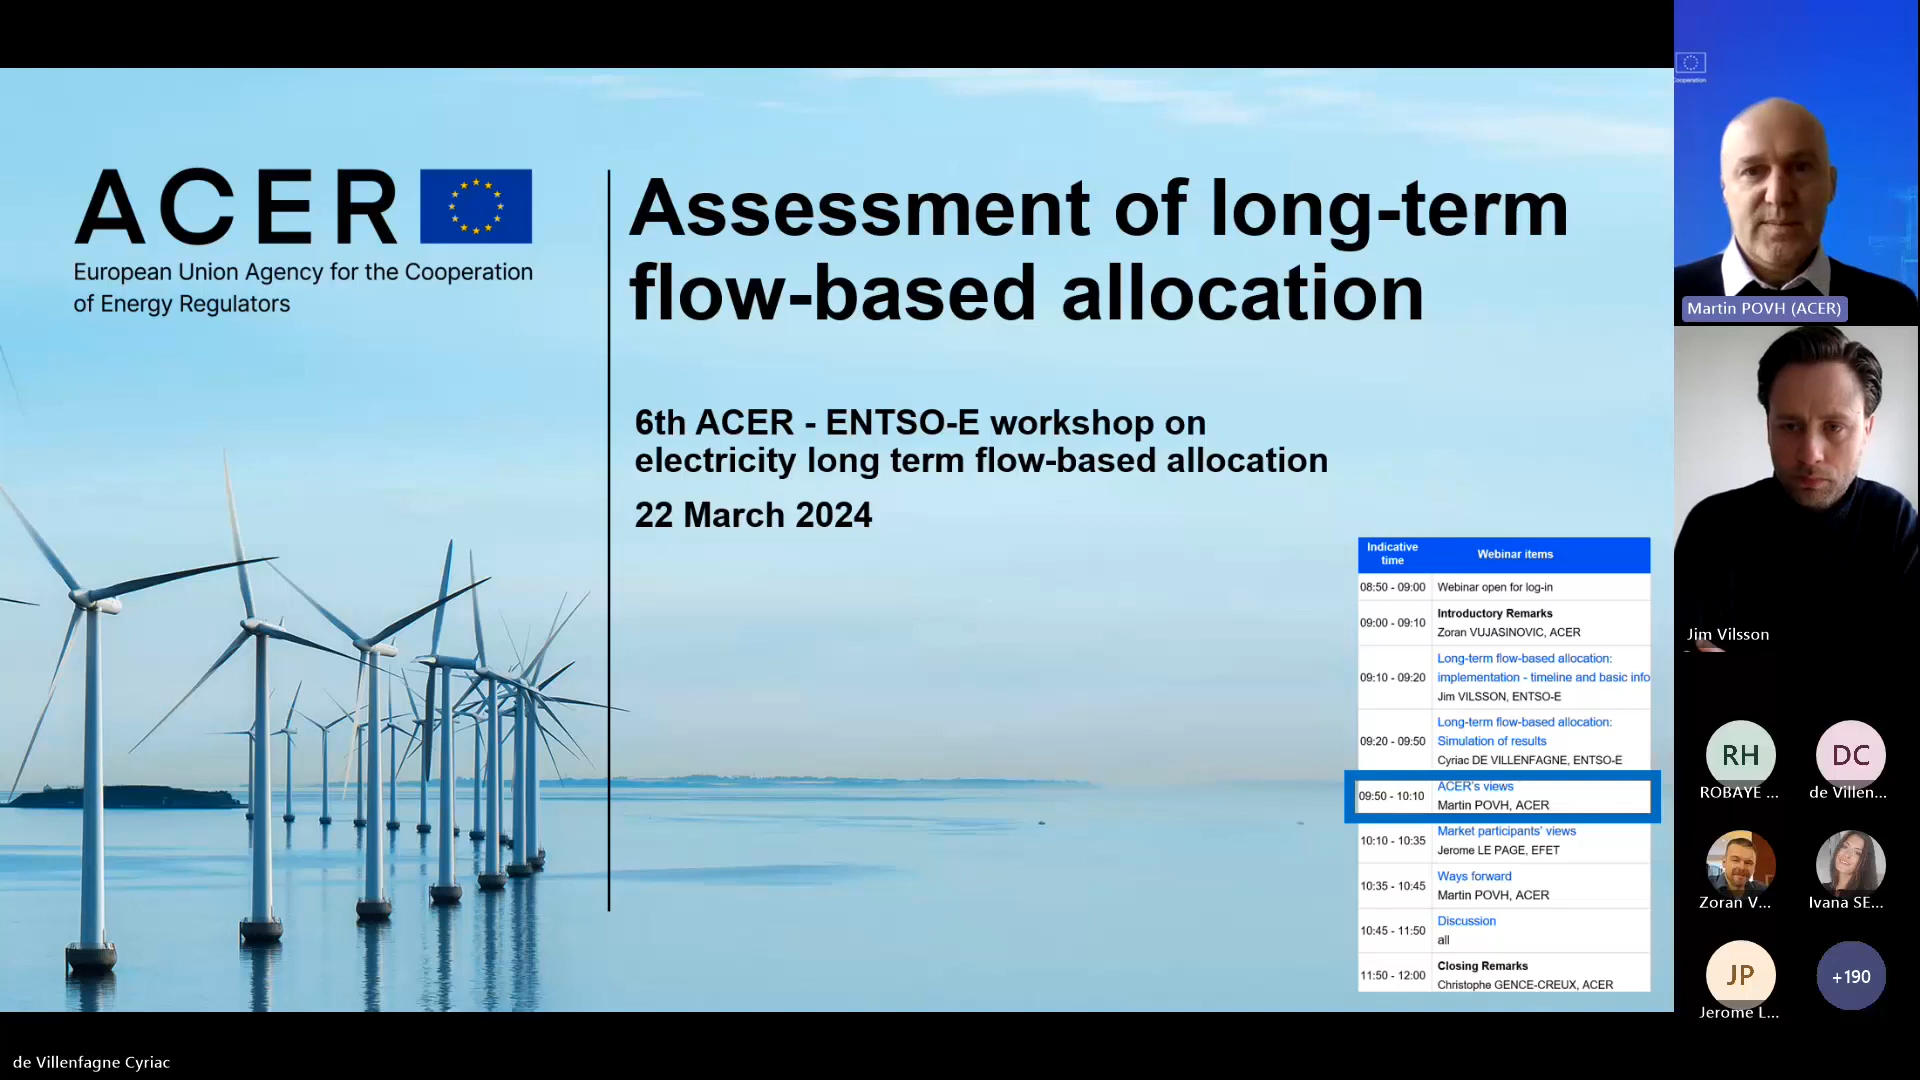 ACER
European Union Agency for the Cooperation
of Energy Regulators
Assessment of long-term
flow-based allocation
6th ACER - ENTSO-E workshop on
electricity long term flow-based allocation
22 March 2024
Indicative time
Webinar items
08:50 - 09:00
Webinar open for log-in
09:00 - 09:10
Introductory Remarks
Zoran VUJASINOVIC, ACER
09:10 - 09:20
Long-term flow-based allocation:
implementation - timeline and basic info
Jim VILSSON, ENTSO-E
09:20 - 09:50
Long-term flow-based allocation:
Simulation of results
Cyriac DE VILLENFAGNE, ENTSO-E
09:50 - 10:10
ACER's views
Martin POVH, ACER
10:10 - 10:35
Market participants' views
Jerome LE PAGE, EFET
10:35 - 10:45
Ways forward
Martin POVH, ACER
10:45 - 11:50
Discussion
all
11:50 - 12:00
Closing Remarks
Christophe GENCE-CREUX, ACER
Cooperation
Martin POVH (ACER)
Jim Vilsson
RH
ROBAYE ...
DC
de Villen...
Zoran V...
Ivana SE...
JP
Jerome L...
+190
de Villenfagne Cyriac